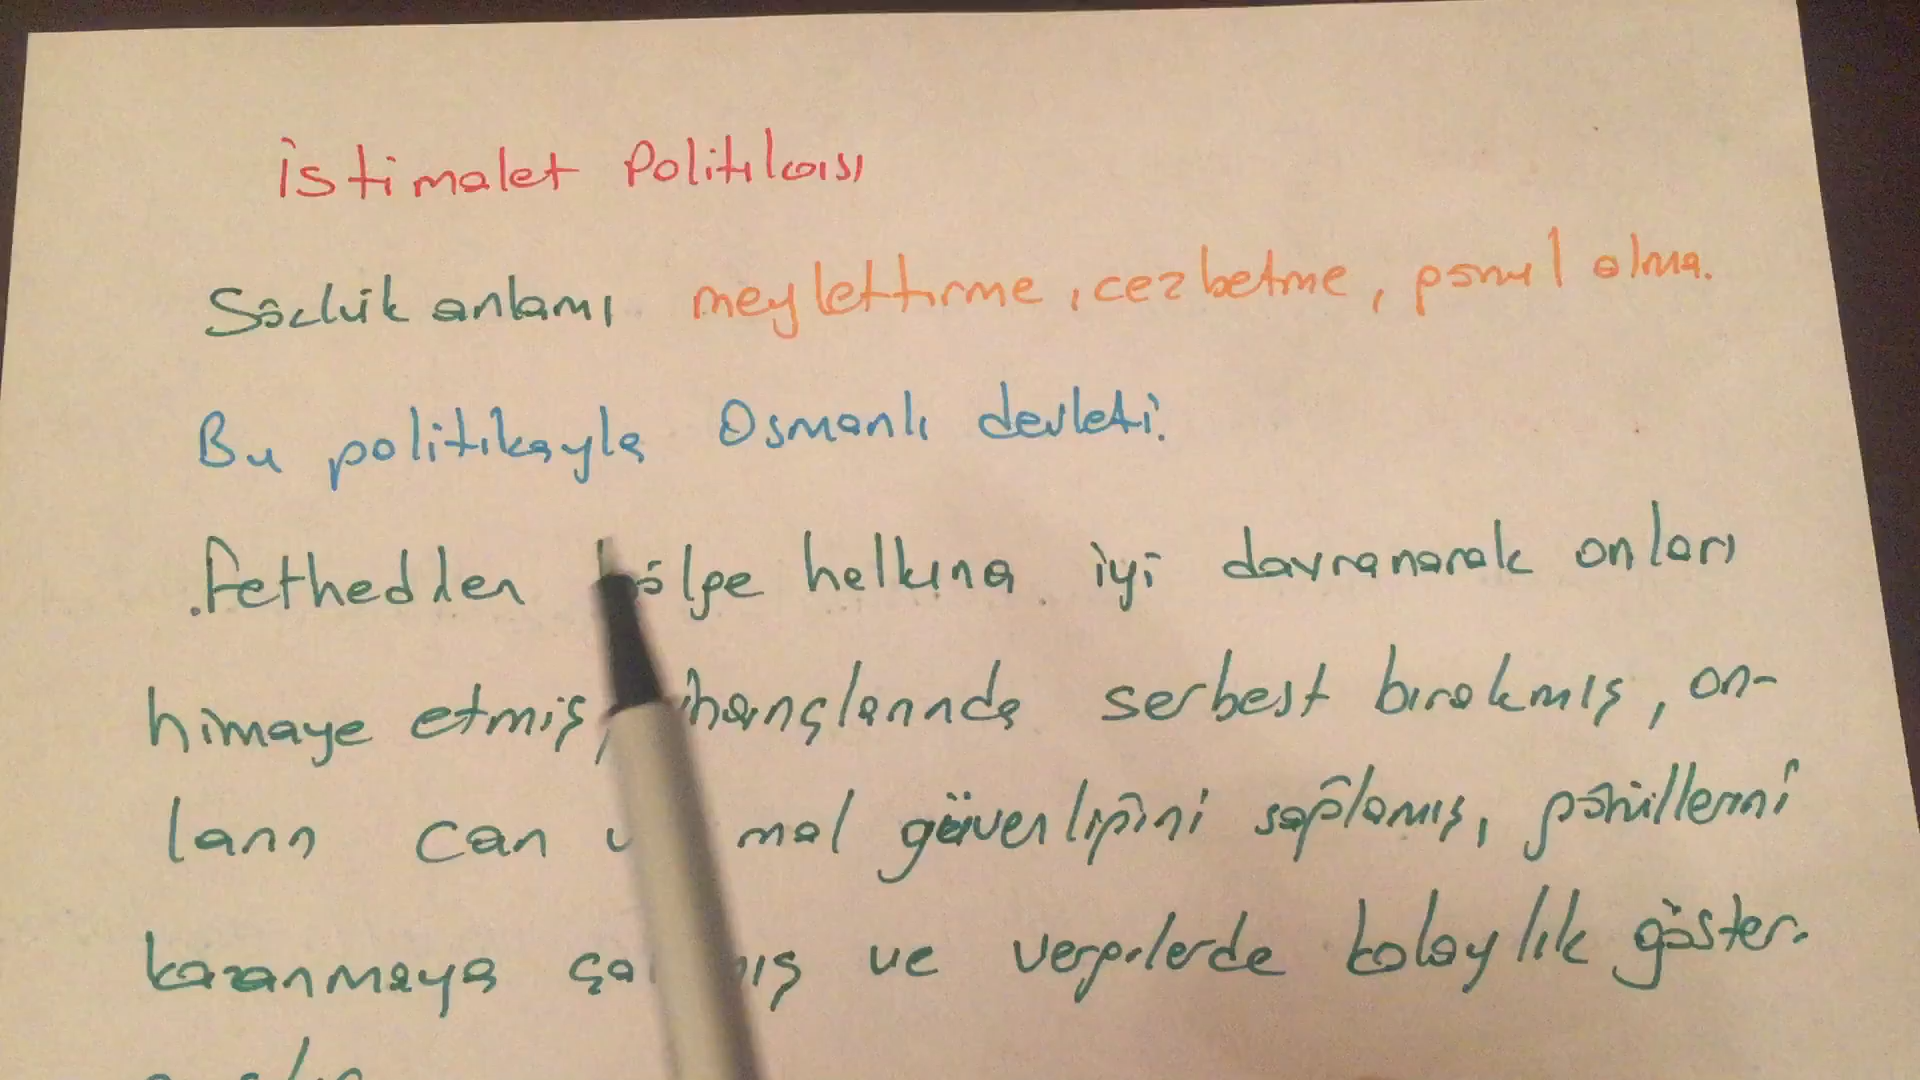 İstimalet Politikası
Sözlük anlamı meylettirme, cezbetme, gönül alma.
Bu politikayla Osmanlı devleti.
.Fethedilen bölge halkına iyi davranarak onları
himaye etmiş, inançlarında serbest bırakmış, on-
ların can mal güvenliğini sağlamış, gönüllerini
kazanmaya ve vergilerde kolaylık göster.